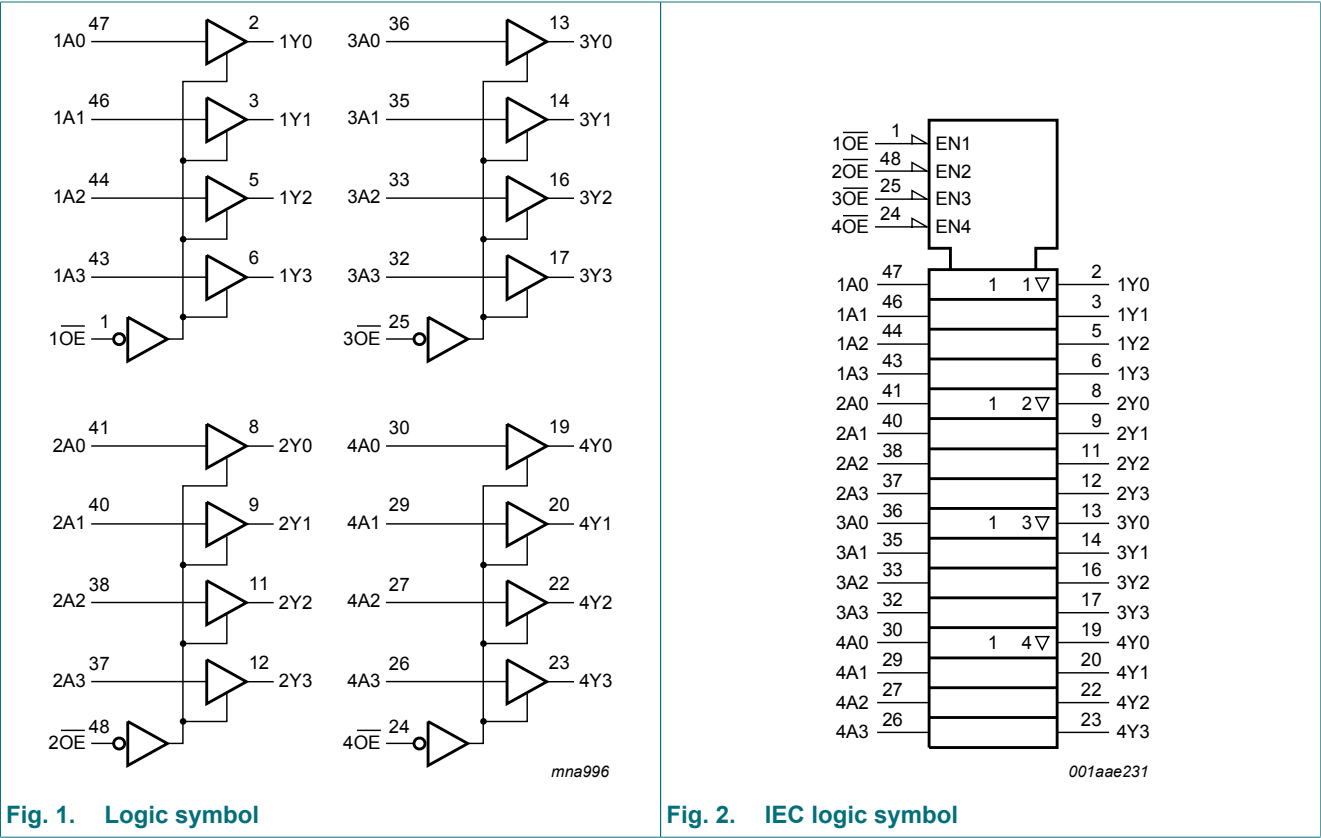 47 2
1A0 1Y0
46 3
1A1 1Y1
44 5
1A2 1Y2
43 6
1A3 1Y3
1
1O̅E̅
36 13
3A0 3Y0
35 14
3A1 3Y1
33 16
3A2 3Y2
32 17
3A3 3Y3
25
3O̅E̅
41 8
2A0 2Y0
40 9
2A1 2Y1
38 11
2A2 2Y2
37 12
2A3 2Y3
48
2O̅E̅
30 19
4A0 4Y0
29 20
4A1 4Y1
27 22
4A2 4Y2
26 23
4A3 4Y3
24
4O̅E̅
mna996
Fig. 1. Logic symbol
1O̅E̅ 1 EN1
2O̅E̅ 48 EN2
3O̅E̅ 25 EN3
4O̅E̅ 24 EN4
1A0 47 1 1▽ 2 1Y0
1A1 46 3 1Y1
1A2 44 5 1Y2
1A3 43 6 1Y3
2A0 41 1 2▽ 8 2Y0
2A1 40 9 2Y1
2A2 38 11 2Y2
2A3 37 12 2Y3
3A0 36 1 3▽ 13 3Y0
3A1 35 14 3Y1
3A2 33 16 3Y2
3A3 32 17 3Y3
4A0 30 1 4▽ 19 4Y0
4A1 29 20 4Y1
4A2 27 22 4Y2
4A3 26 23 4Y3
001aae231
Fig. 2. IEC logic symbol